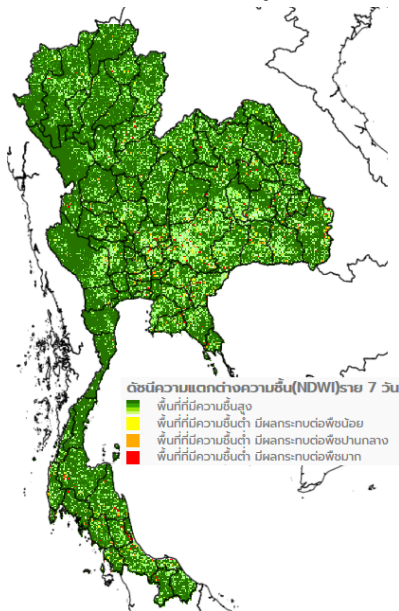 ดัชนีความแตกต่างความชื้น(NDWI)ราย 7 วัน
พื้นที่ที่มีความชื้นสูง
พื้นที่ที่มีความชื้นต่ำ มีผลกระทบต่อพืชน้อย
พื้นที่ที่มีความชื้นต่ำ มีผลกระทบต่อพืชปานกลาง
พื้นที่ที่มีความชื้นต่ำ มีผลกระทบต่อพืชมาก